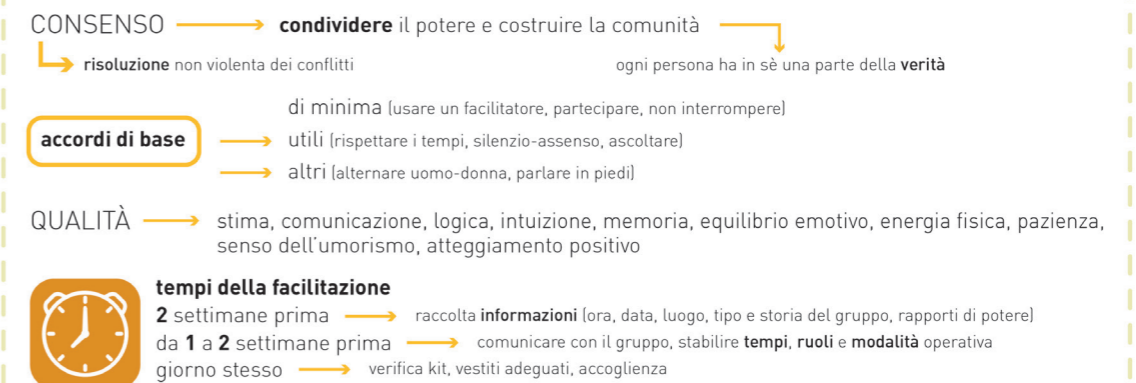 CONSENSO → condividere il potere e costruire la comunità
risoluzione non violenta dei conflitti
ogni persona ha in sè una parte della verità
di minima (usare un facilitatore, partecipare, non interrompere)
accordi di base → utili (rispettare i tempi, silenzio-assenso, ascoltare)
→ altri (alternare uomo-donna, parlare in piedi)
QUALITÀ → stima, comunicazione, logica, intuizione, memoria, equilibrio emotivo, energia fisica, pazienza,
senso dell'umorismo, atteggiamento positivo
tempi della facilitazione
2 settimane prima → raccolta informazioni (ora, data, luogo, tipo e storia del gruppo, rapporti di potere)
da 1 a 2 settimane prima → comunicare con il gruppo, stabilire tempi, ruoli e modalità operativa
giorno stesso → verifica kit, vestiti adeguati, accoglienza